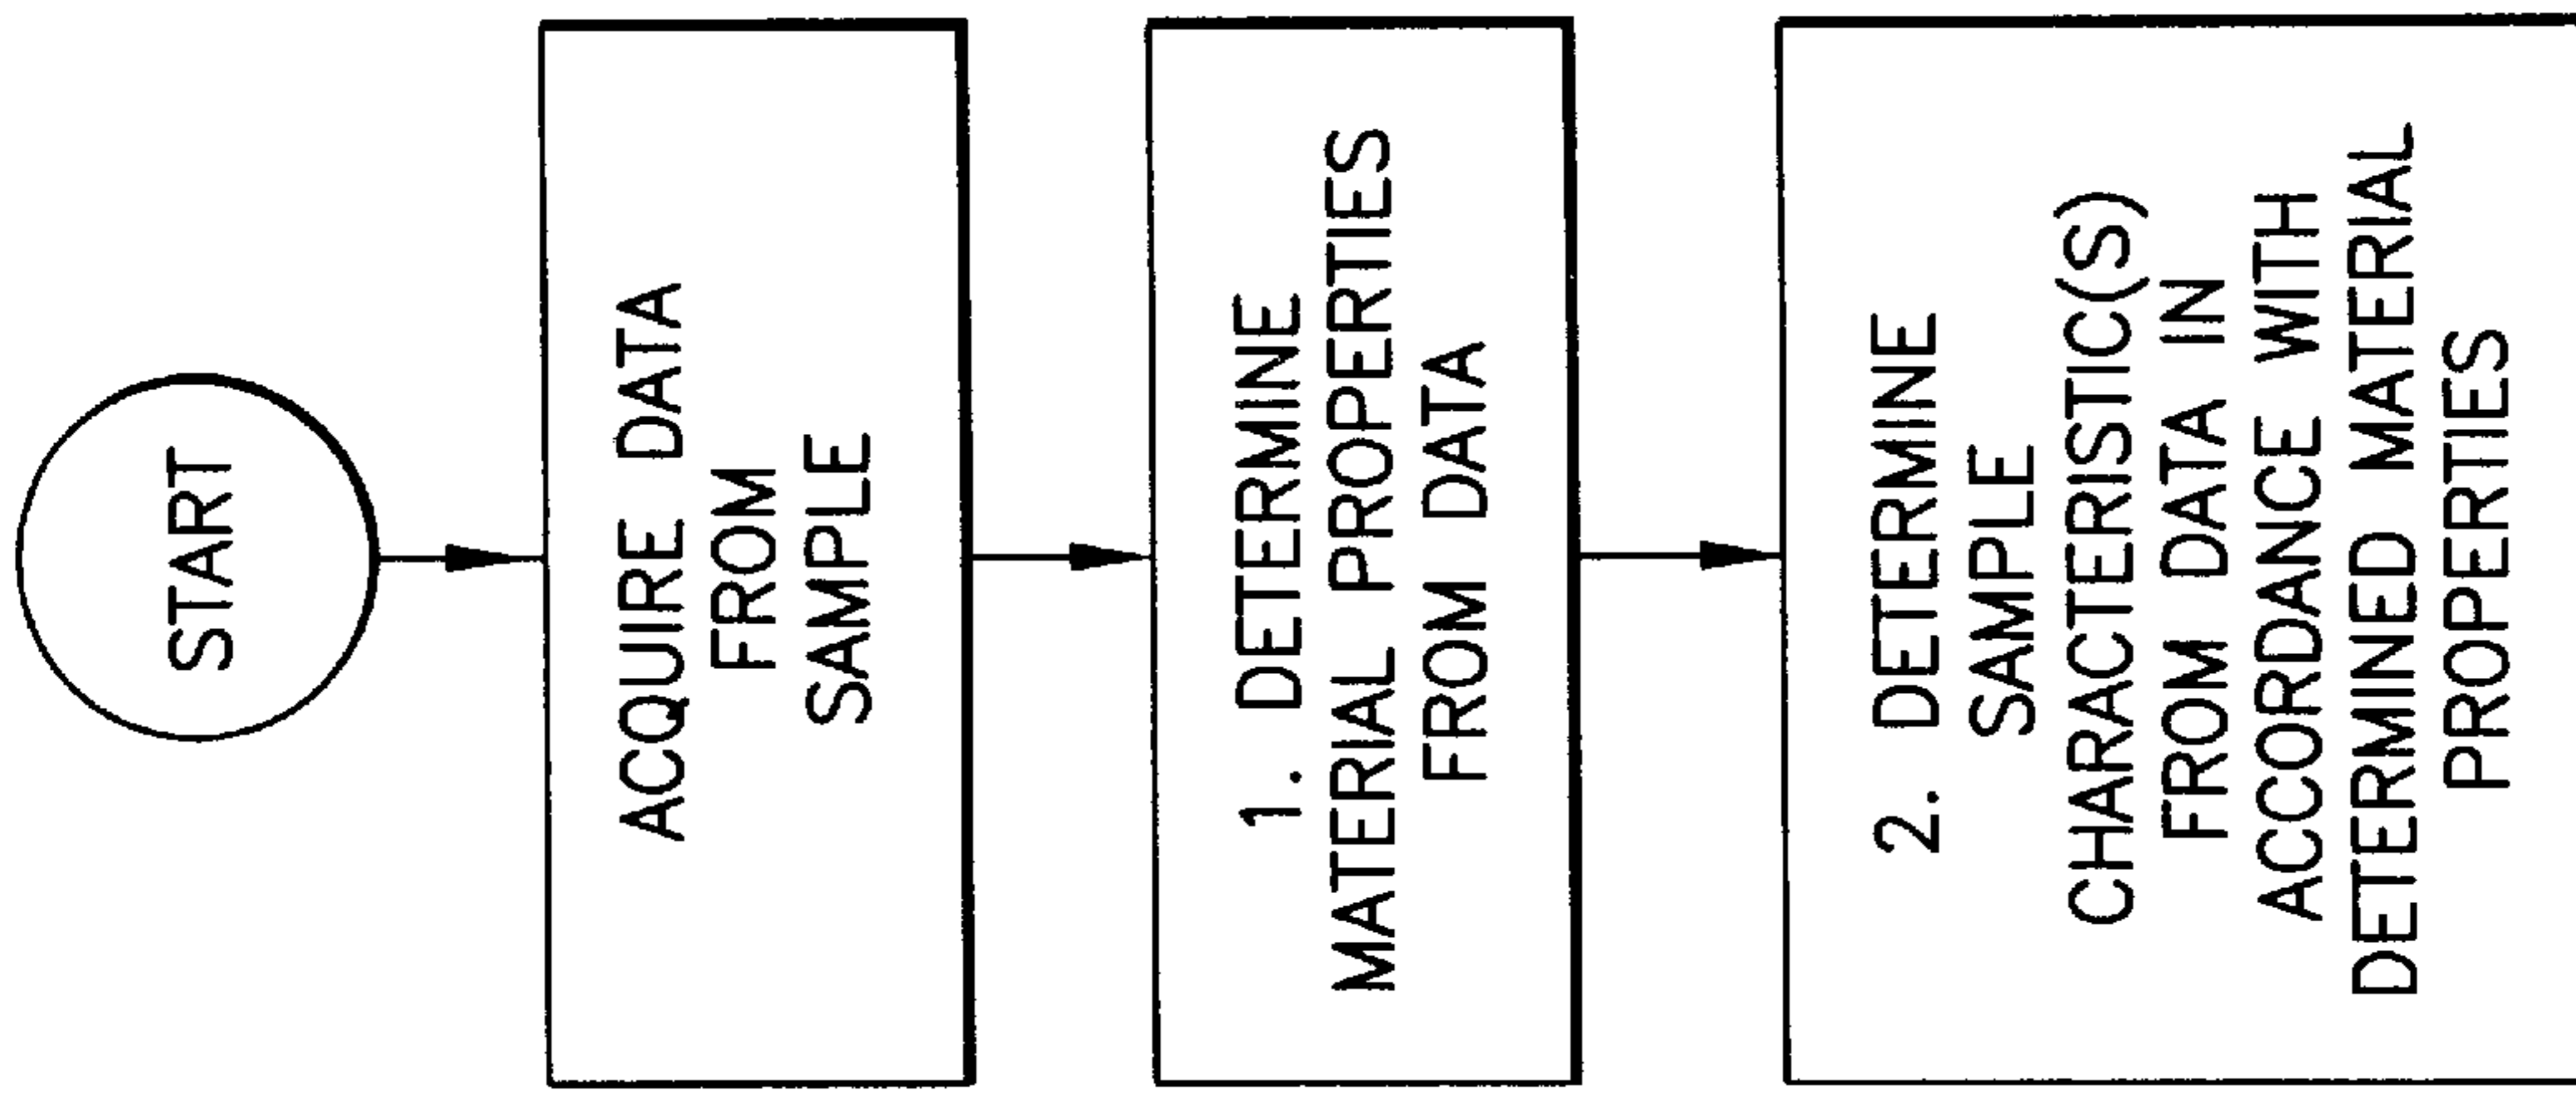 START
ACQUIRE DATA
FROM
SAMPLE
1. DETERMINE
MATERIAL PROPERTIES
FROM DATA
2. DETERMINE
SAMPLE
CHARACTERISTIC(S)
FROM DATA IN
ACCORDANCE WITH
DETERMINED MATERIAL
PROPERTIES